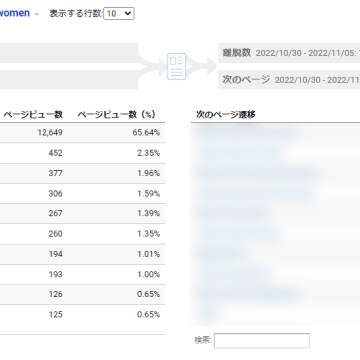 women 表示する行数: 10
離脱数 2022/10/30 - 2022/11/05:
次のページ 2022/10/30 - 2022/11
ページビュー数 ページビュー数（%） 次のページ遷移
12,649 65.64%
452 2.35%
377 1.96%
306 1.59%
267 1.39%
260 1.35%
194 1.01%
193 1.00%
126 0.65%
125 0.65%
検索: